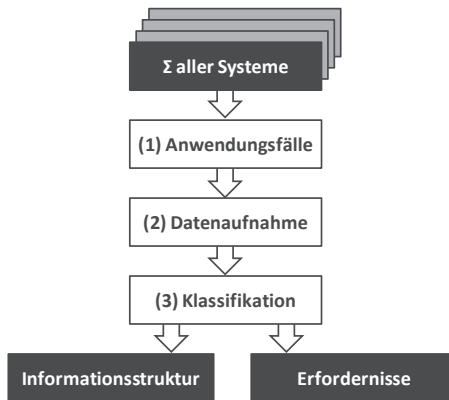 Σ aller Systeme
(1) Anwendungsfälle
(2) Datenaufnahme
(3) Klassifikation
Informationsstruktur
Erfordernisse